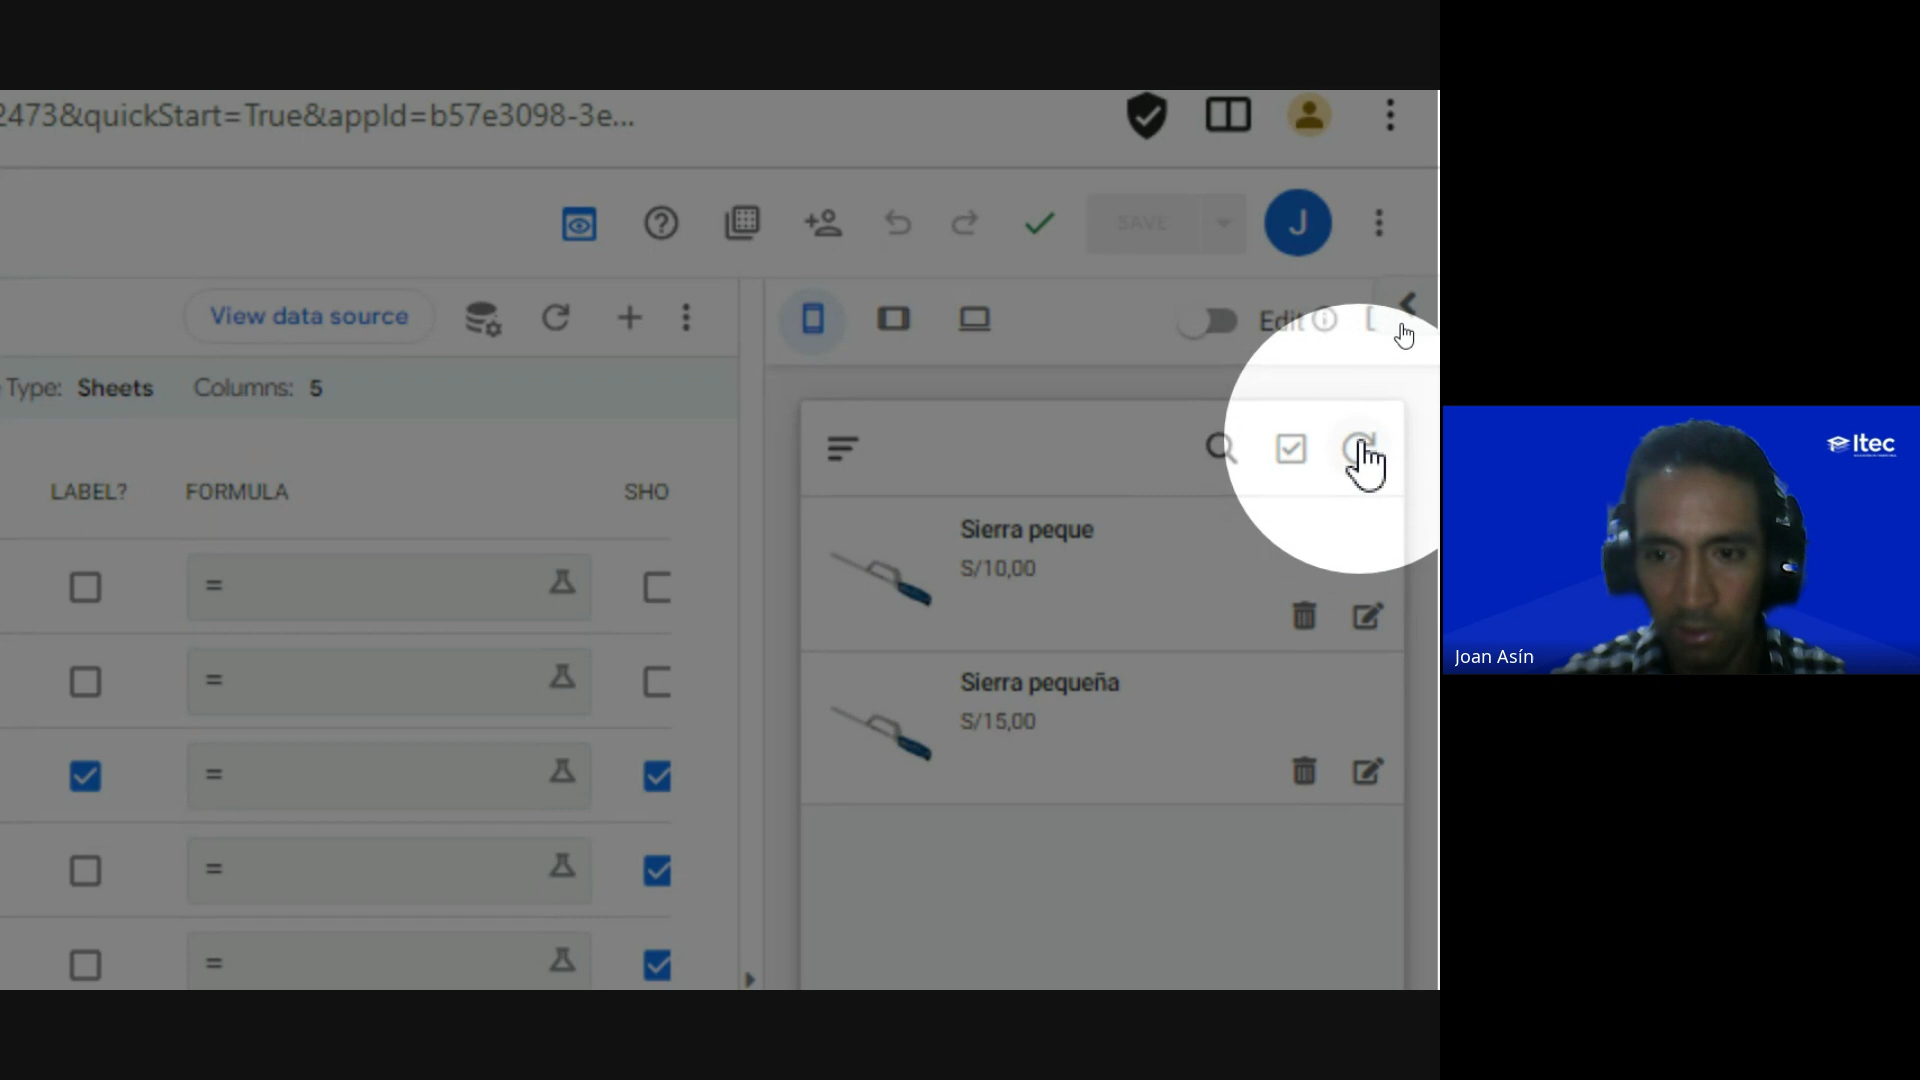 2473&quickStart=True&appId=b57e3098-3e...
SAVE
J
View data source
Edit
Type: Sheets Columns: 5
LABEL? FORMULA SHO
=
=
=
=
=
Sierra peque
S/10,00
Sierra pequeña
S/15,00
Itec
Joan Asín